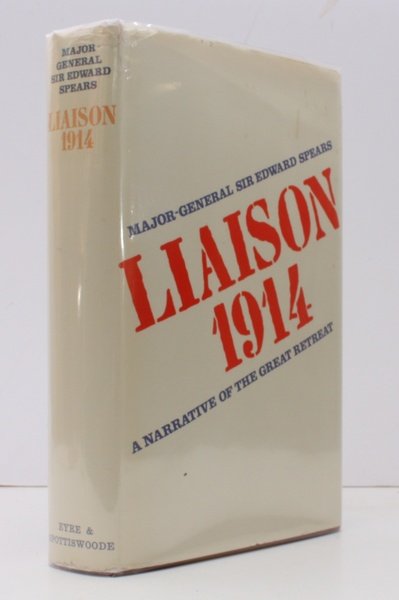 MAJOR
GENERAL
SIR EDWARD
SPEARS
LIAISON
1914
EYRE &
SPOTTISWOODE
MAJOR-GENERAL SIR EDWARD SPEARS
LIAISON
1914
A NARRATIVE OF THE GREAT RETREAT